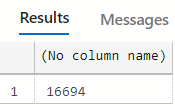 Results Messages
(No column name)
1 16694